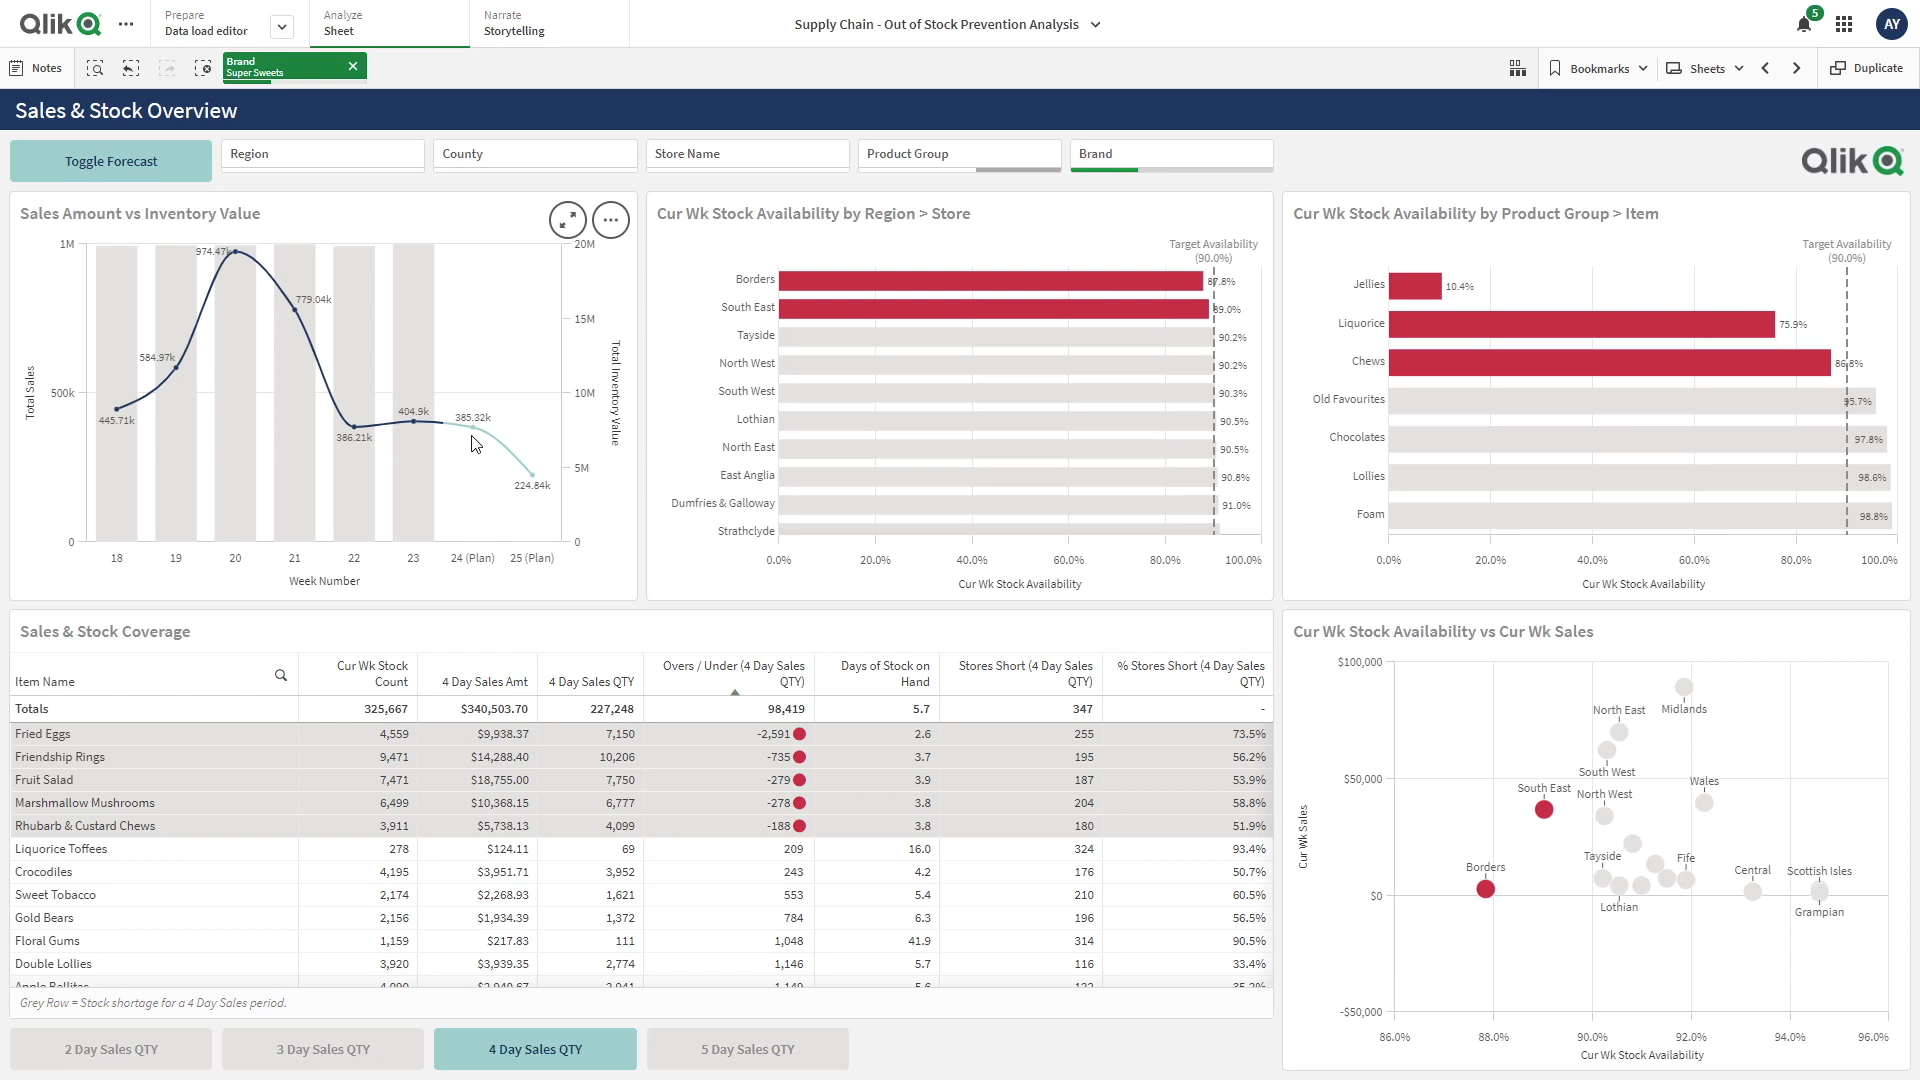 Qlik
Prepare
Data load editor
Analyze
Sheet
Narrate
Storytelling
Supply Chain - Out of Stock Prevention Analysis
5
AY
Notes
Brand
Super Sweets
Bookmarks
Sheets
Duplicate
Sales & Stock Overview
Toggle Forecast
Region
County
Store Name
Product Group
Brand
Qlik
Sales Amount vs Inventory Value
1M
500k
0
Total Sales
20M
15M
10M
5M
0
Total Inventory Value
445.71k
584.97k
974.47k
779.04k
386.21k
404.9k
385.32k
224.84k
18 19 20 21 22 23 24 (Plan) 25 (Plan)
Week Number
Cur Wk Stock Availability by Region > Store
Target Availability
(90.0%)
Borders 87.8%
South East 89.0%
Tayside 90.2%
North West 90.2%
South West 90.3%
Lothian 90.5%
North East 90.5%
East Anglia 90.8%
Dumfries & Galloway 91.0%
Strathclyde
0.0% 20.0% 40.0% 60.0% 80.0% 100.0%
Cur Wk Stock Availability
Cur Wk Stock Availability by Product Group > Item
Target Availability
(90.0%)
Jellies 10.4%
Liquorice 75.9%
Chews 86.8%
Old Favourites 95.7%
Chocolates 97.8%
Lollies 98.6%
Foam 98.8%
0.0% 20.0% 40.0% 60.0% 80.0% 100.0%
Cur Wk Stock Availability
Sales & Stock Coverage
Item Name Cur Wk Stock Count 4 Day Sales Amt 4 Day Sales QTY Overs / Under (4 Day Sales QTY) Days of Stock on Hand Stores Short (4 Day Sales QTY) % Stores Short (4 Day Sales QTY)
Totals 325,667 $340,503.70 227,248 98,419 5.7 347 -
Fried Eggs 4,559 $9,938.37 7,150 -2,591 2.6 255 73.5%
Friendship Rings 9,471 $14,288.40 10,206 -735 3.7 195 56.2%
Fruit Salad 7,471 $18,755.00 7,750 -279 3.9 187 53.9%
Marshmallow Mushrooms 6,499 $10,368.15 6,777 -278 3.8 204 58.8%
Rhubarb & Custard Chews 3,911 $5,738.13 4,099 -188 3.8 180 51.9%
Liquorice Toffees 278 $124.11 69 209 16.0 324 93.4%
Crocodiles 4,195 $3,951.71 3,952 243 4.2 176 50.7%
Sweet Tobacco 2,174 $2,268.93 1,621 553 5.4 210 60.5%
Gold Bears 2,156 $1,934.39 1,372 784 6.3 196 56.5%
Floral Gums 1,159 $217.83 111 1,048 41.9 314 90.5%
Double Lollies 3,920 $3,939.35 2,774 1,146 5.7 116 33.4%
Grey Row = Stock shortage for a 4 Day Sales period.
2 Day Sales QTY
3 Day Sales QTY
4 Day Sales QTY
5 Day Sales QTY
Cur Wk Stock Availability vs Cur Wk Sales
$100,000
$50,000
$0
-$50,000
Cur Wk Sales
Midlands
North East
South West
Wales
South East
North West
Tayside
Fife
Borders
Central
Scottish Isles
Lothian
Grampian
86.0% 88.0% 90.0% 92.0% 94.0% 96.0%
Cur Wk Stock Availability